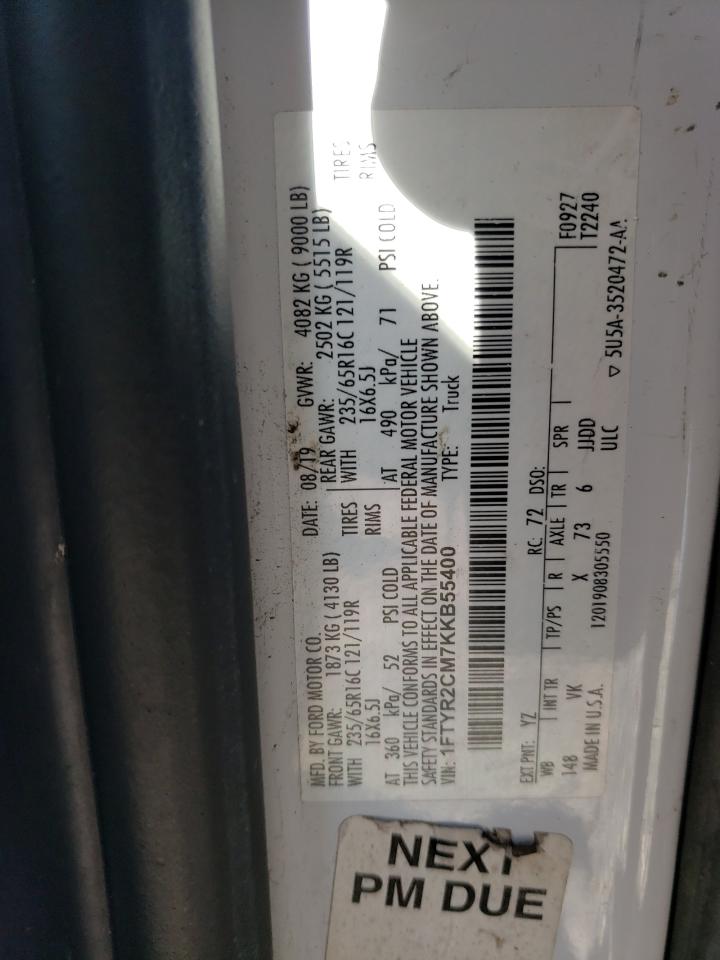 MFD. BY FORD MOTOR CO. DATE: 08/19 GVWR: 4082 KG ( 9000 LB)
FRONT GAWR: 1873 KG ( 4130 LB) REAR GAWR: 2502 KG ( 5515 LB)
WITH 235/65R16C 121/119R TIRES WITH 235/65R16C 121/119R TIRES
16X6.5J RIMS 16X6.5J RIMS
AT 360 kPa/ 52 PSI COLD AT 490 kPa/ 71 PSI COLD
THIS VEHICLE CONFORMS TO ALL APPLICABLE FEDERAL MOTOR VEHICLE
SAFETY STANDARDS IN EFFECT ON THE DATE OF MANUFACTURE SHOWN ABOVE.
VIN: 1FTYR2CM7KKB55400 TYPE: Truck
EXT PNT: YZ RC: 72 DSO:
WB INT TR TP/PS R AXLE TR SPR F0927
148 VK X 73 6 JJDD T2240
MADE IN U.S.A. 1201908305550 ULC
▽ 5U5A-3520472-AA
NEXT
PM DUE